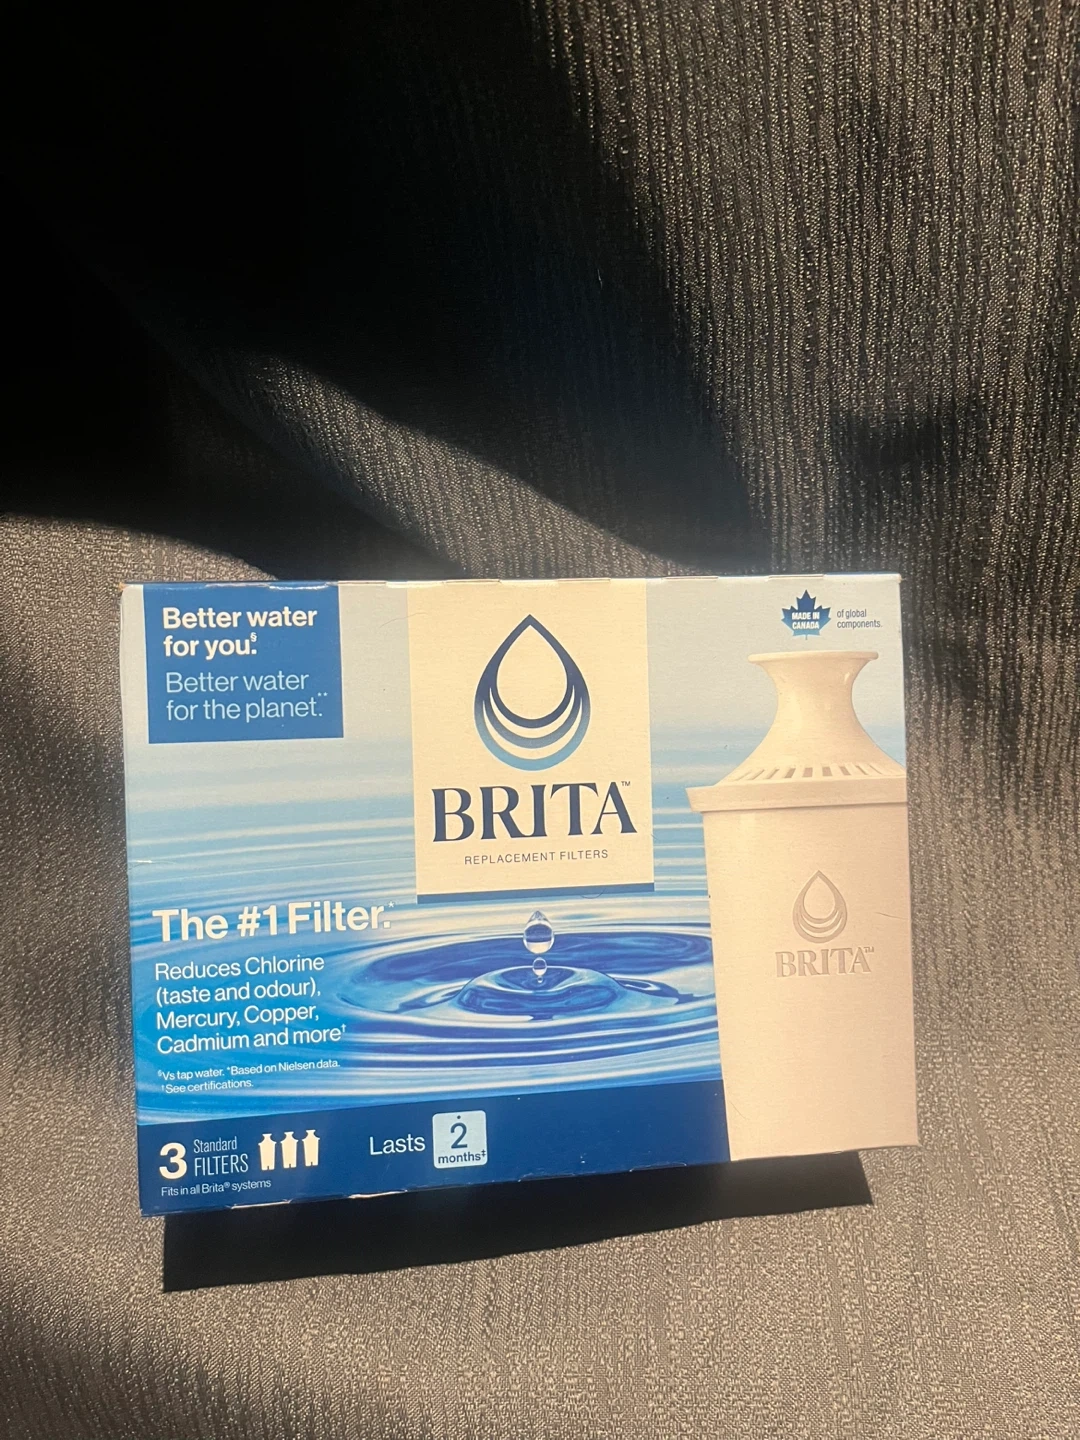 Better water
for you.§
Better water
for the planet.**
MADE IN
CANADA
of global
components.
BRITA™
REPLACEMENT FILTERS
The #1 Filter.*
Reduces Chlorine
(taste and odour),
Mercury, Copper,
Cadmium and more†
§Vs tap water. *Based on Nielsen data.
†See certifications.
BRITA™
3 Standard
FILTERS
Fits in all Brita® systems
Lasts 2
months‡